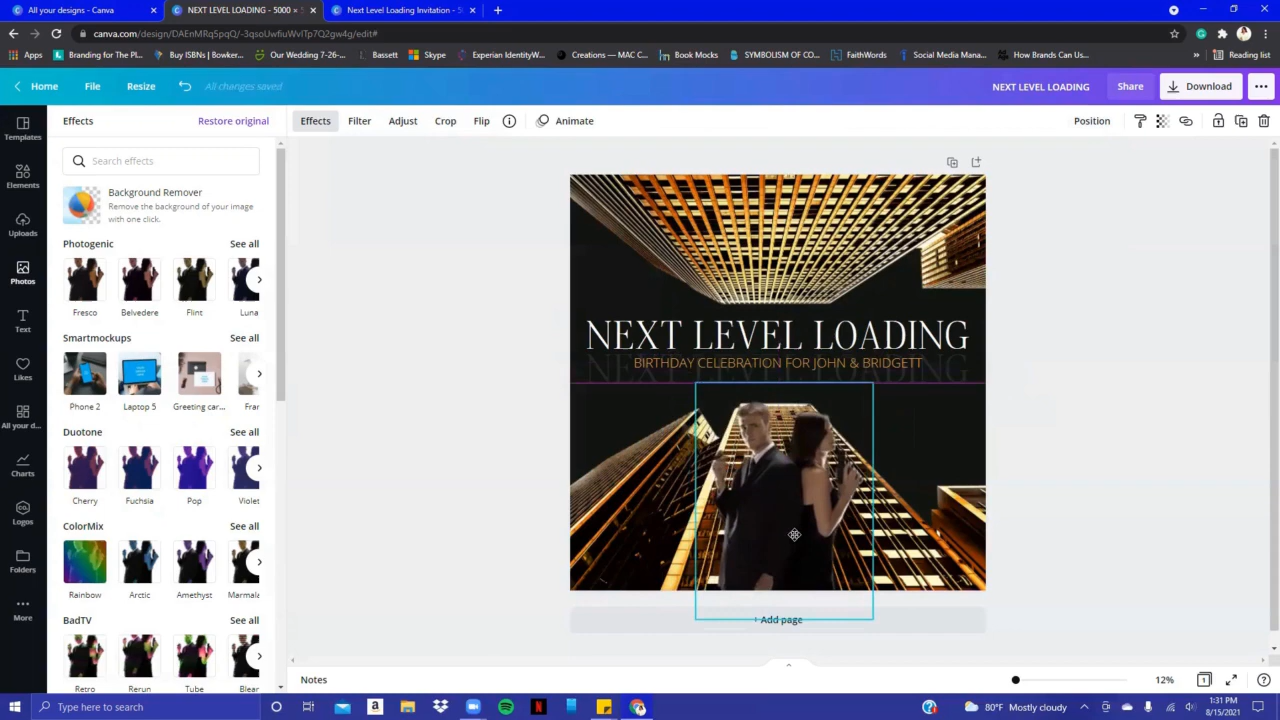 All your designs - Canva
NEXT LEVEL LOADING - 5000 ×
Next Level Loading Invitation - 5
canva.com/design/DAEnMRq5pqQ/-3qsoUwfiuWvITp7Q2gw4g/edit#
Apps
Branding for The Pl...
Buy ISBNs | Bowker...
Our Wedding 7-26-...
Bassett
Skype
Experian IdentityW...
Creations — MAC C...
Book Mocks
SYMBOLISM OF CO...
FaithWords
Social Media Mana...
How Brands Can Us...
Reading list
Home
File
Resize
All changes saved
NEXT LEVEL LOADING
Share
Download
Templates
Elements
Uploads
Photos
Text
Likes
All your d...
Charts
Logos
Folders
More
Effects
Restore original
Search effects
Background Remover
Remove the background of your image
with one click.
Photogenic
See all
Fresco
Belvedere
Flint
Luna
Smartmockups
See all
Phone 2
Laptop 5
Greeting car...
Frar
Duotone
See all
Cherry
Fuchsia
Pop
Violet
ColorMix
See all
Rainbow
Arctic
Amethyst
Marmala
BadTV
See all
Retro
Rerun
Tube
Blear
Effects
Filter
Adjust
Crop
Flip
Animate
Position
NEXT LEVEL LOADING
BIRTHDAY CELEBRATION FOR JOHN & BRIDGETT
NEXT LEVEL LOADING
+ Add page
Notes
12%
1
Type here to search
80°F Mostly cloudy
1:31 PM
8/15/2021